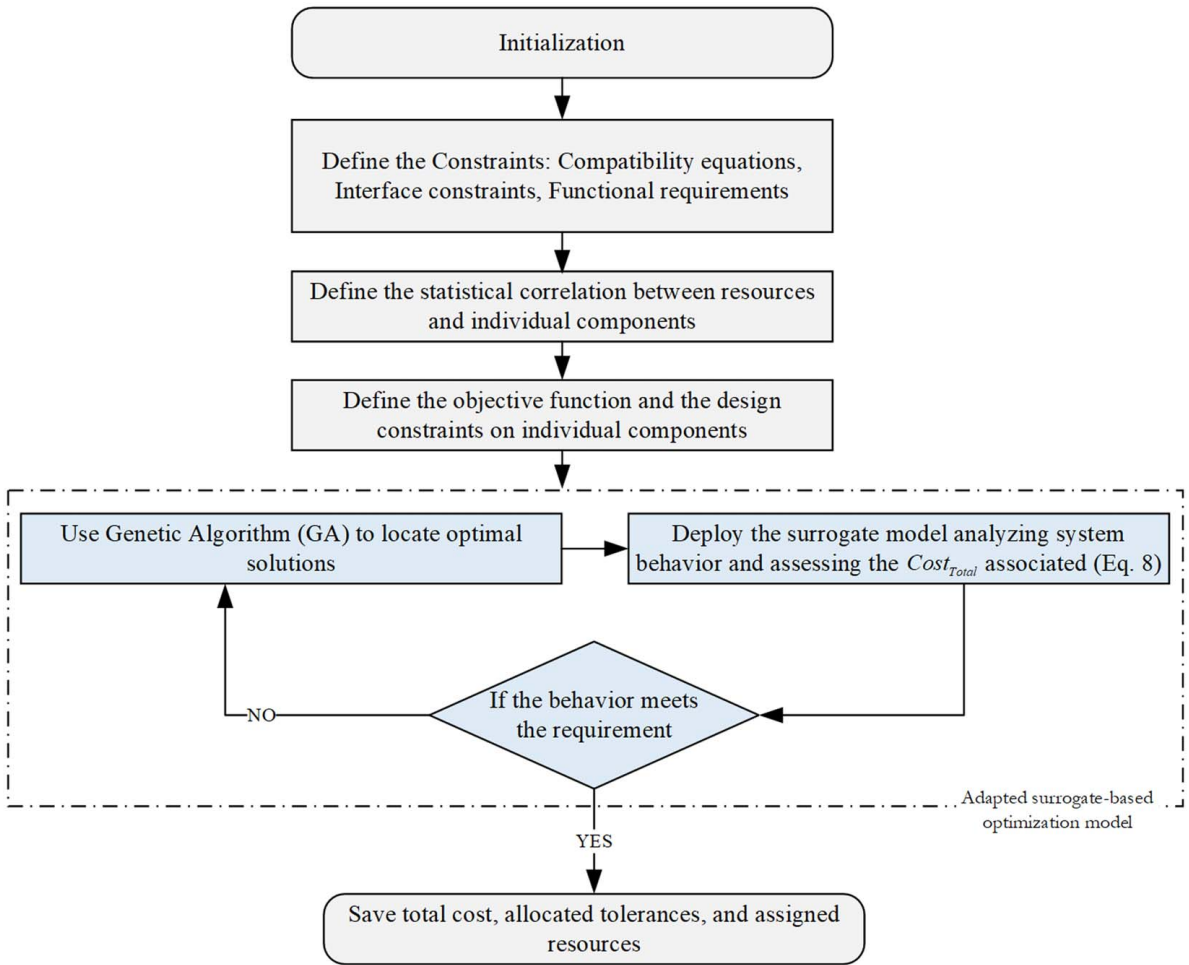 Initialization
Define the Constraints: Compatibility equations,
Interface constraints, Functional requirements
Define the statistical correlation between resources
and individual components
Define the objective function and the design
constraints on individual components
Use Genetic Algorithm (GA) to locate optimal
solutions
Deploy the surrogate model analyzing system
behavior and assessing the Cost_Total associated (Eq. 8)
If the behavior meets
the requirement
NO
Adapted surrogate-based
optimization model
YES
Save total cost, allocated tolerances, and assigned
resources